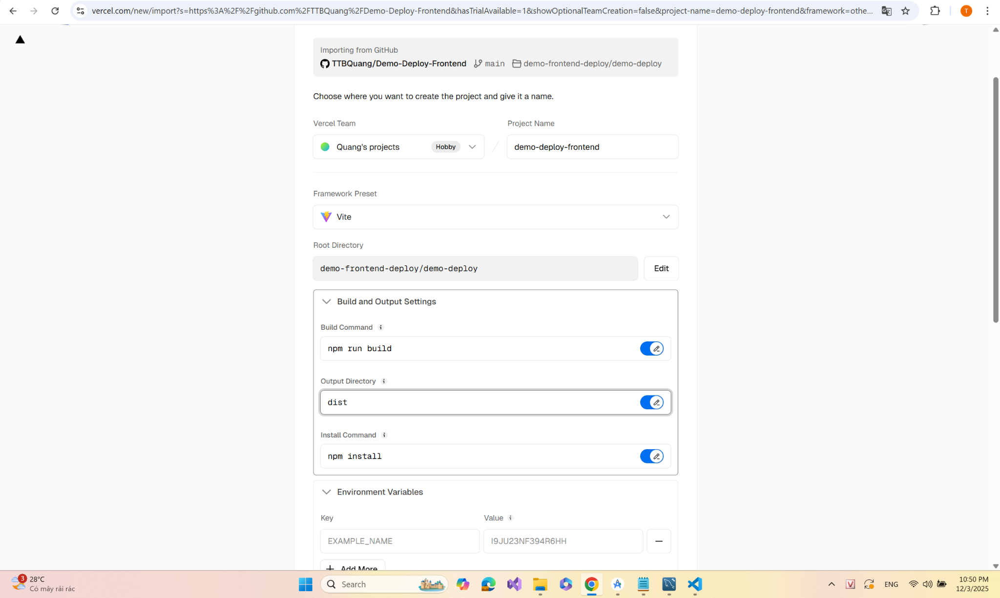 vercel.com/new/import?s=https%3A%2F%2Fgithub.com%2FTTBQuang%2FDemo-Deploy-Frontend&hasTrialAvailable=1&showOptionalTeamCreation=false&project-name=demo-deploy-frontend&framework=othe...
T
Importing from GitHub
TTBQuang/Demo-Deploy-Frontend main demo-frontend-deploy/demo-deploy
Choose where you want to create the project and give it a name.
Vercel Team Project Name
Quang's projects Hobby demo-deploy-frontend
Framework Preset
Vite
Root Directory
demo-frontend-deploy/demo-deploy Edit
Build and Output Settings
Build Command
npm run build
Output Directory
dist
Install Command
npm install
Environment Variables
Key Value
EXAMPLE_NAME I9JU23NF394R6HH
Add More
3 28°C
Có mây rải rác
Search
ENG
10:50 PM
12/3/2025